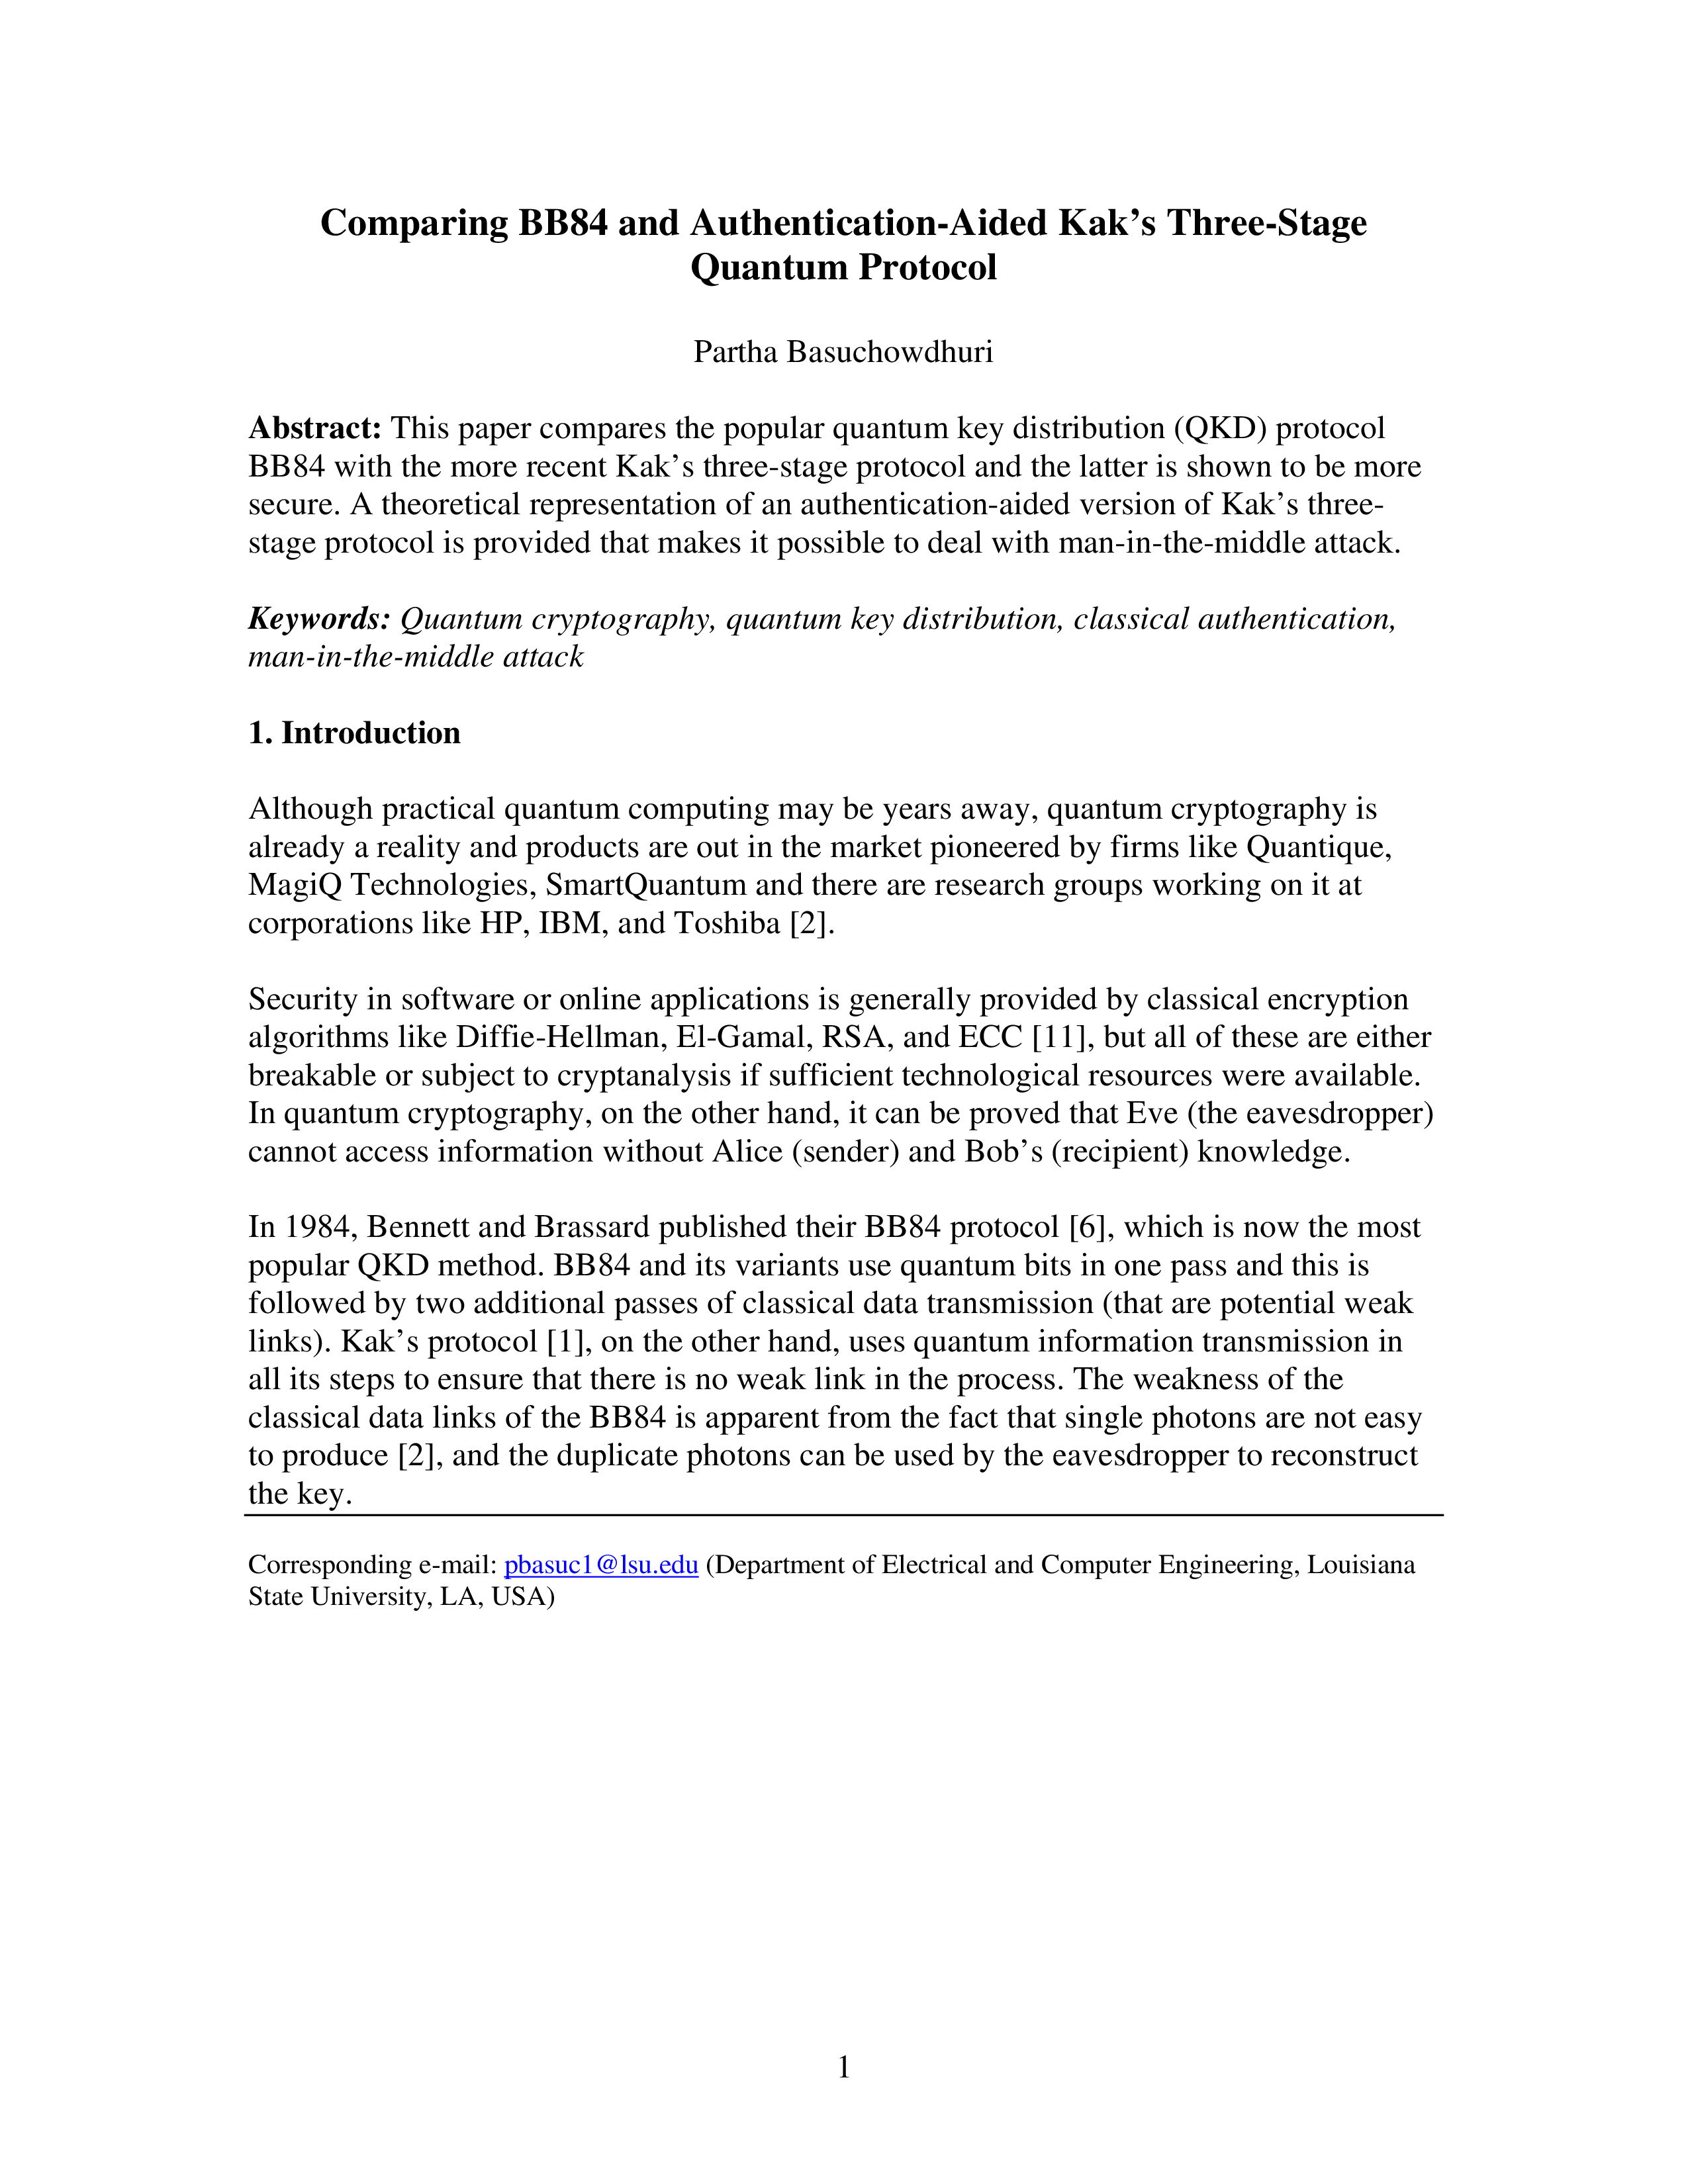 Comparing BB84 and Authentication-Aided Kak’s Three-Stage
Quantum Protocol
Partha Basuchowdhuri
Abstract: This paper compares the popular quantum key distribution (QKD) protocol
BB84 with the more recent Kak’s three-stage protocol and the latter is shown to be more
secure. A theoretical representation of an authentication-aided version of Kak’s three-
stage protocol is provided that makes it possible to deal with man-in-the-middle attack.
Keywords: Quantum cryptography, quantum key distribution, classical authentication,
man-in-the-middle attack
1. Introduction
Although practical quantum computing may be years away, quantum cryptography is
already a reality and products are out in the market pioneered by firms like Quantique,
MagiQ Technologies, SmartQuantum and there are research groups working on it at
corporations like HP, IBM, and Toshiba [2].
Security in software or online applications is generally provided by classical encryption
algorithms like Diffie-Hellman, El-Gamal, RSA, and ECC [11], but all of these are either
breakable or subject to cryptanalysis if sufficient technological resources were available.
In quantum cryptography, on the other hand, it can be proved that Eve (the eavesdropper)
cannot access information without Alice (sender) and Bob’s (recipient) knowledge.
In 1984, Bennett and Brassard published their BB84 protocol [6], which is now the most
popular QKD method. BB84 and its variants use quantum bits in one pass and this is
followed by two additional passes of classical data transmission (that are potential weak
links). Kak’s protocol [1], on the other hand, uses quantum information transmission in
all its steps to ensure that there is no weak link in the process. The weakness of the
classical data links of the BB84 is apparent from the fact that single photons are not easy
to produce [2], and the duplicate photons can be used by the eavesdropper to reconstruct
the key.
Corresponding e-mail: pbasuc1@lsu.edu (Department of Electrical and Computer Engineering, Louisiana
State University, LA, USA)
1